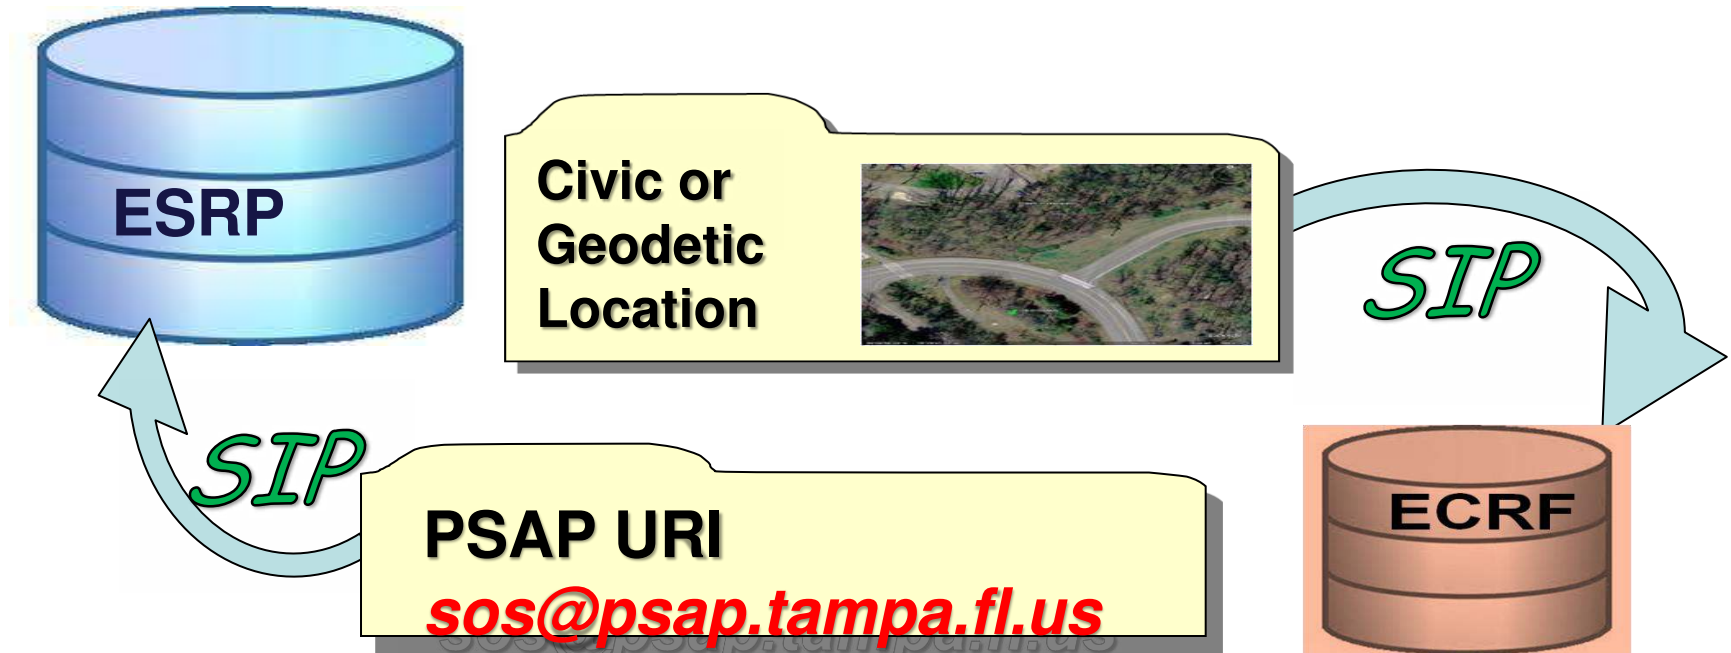 ESRP
Civic or
Geodetic
Location
SIP
SIP
PSAP URI
sos@psap.tampa.fl.us
ECRF